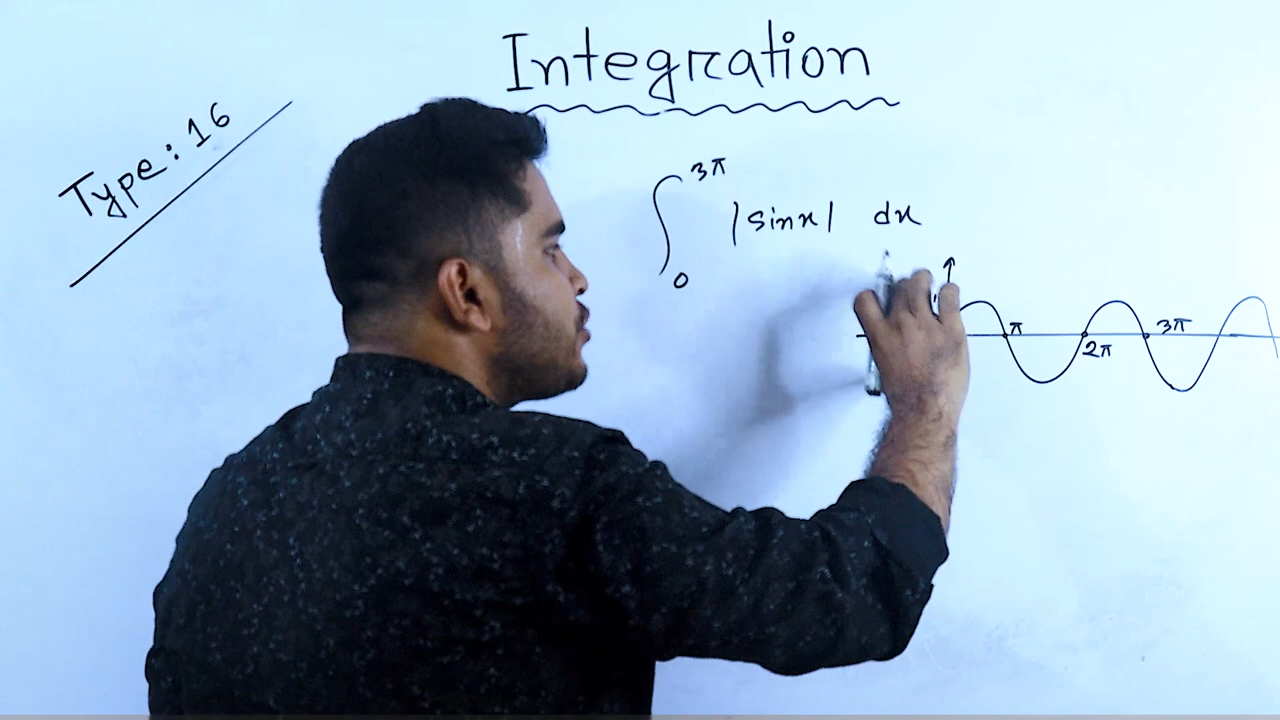 Integration
Type: 16
∫₀^{3π} |sinx| dx
π
2π
3π